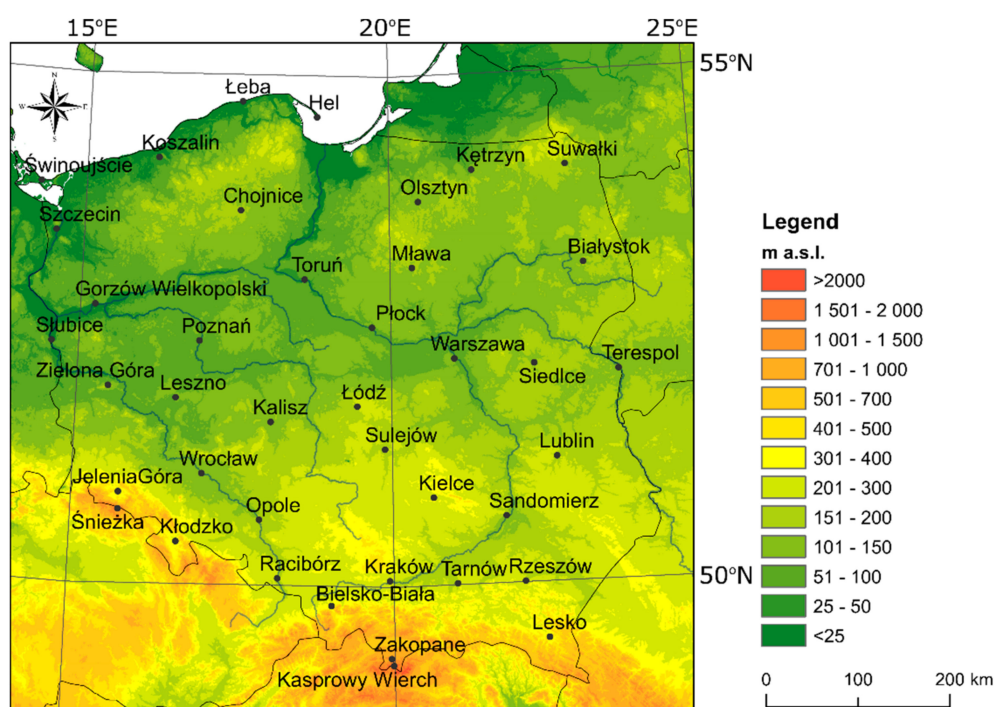 15°E 20°E 25°E
55°N
N
W E
S
Łeba
Hel
Koszalin
Świnoujście
Kętrzyn
Suwałki
Olsztyn
Chojnice
Szczecin
Mława
Białystok
Toruń
Gorzów Wielkopolski
Płock
Słubice
Poznań
Warszawa
Terespol
Siedlce
Zielona Góra
Leszno
Łódź
Kalisz
Sulejów
Lublin
Wrocław
JeleniaGóra
Kielce
Sandomierz
Opole
Śnieżka
Kłodzko
Racibórz
Kraków
Tarnów
Rzeszów
50°N
Bielsko-Biała
Lesko
Zakopane
Kasprowy Wierch
Legend
m a.s.l.
>2000
1 501 - 2 000
1 001 - 1 500
701 - 1 000
501 - 700
401 - 500
301 - 400
201 - 300
151 - 200
101 - 150
51 - 100
25 - 50
<25
0 100 200 km